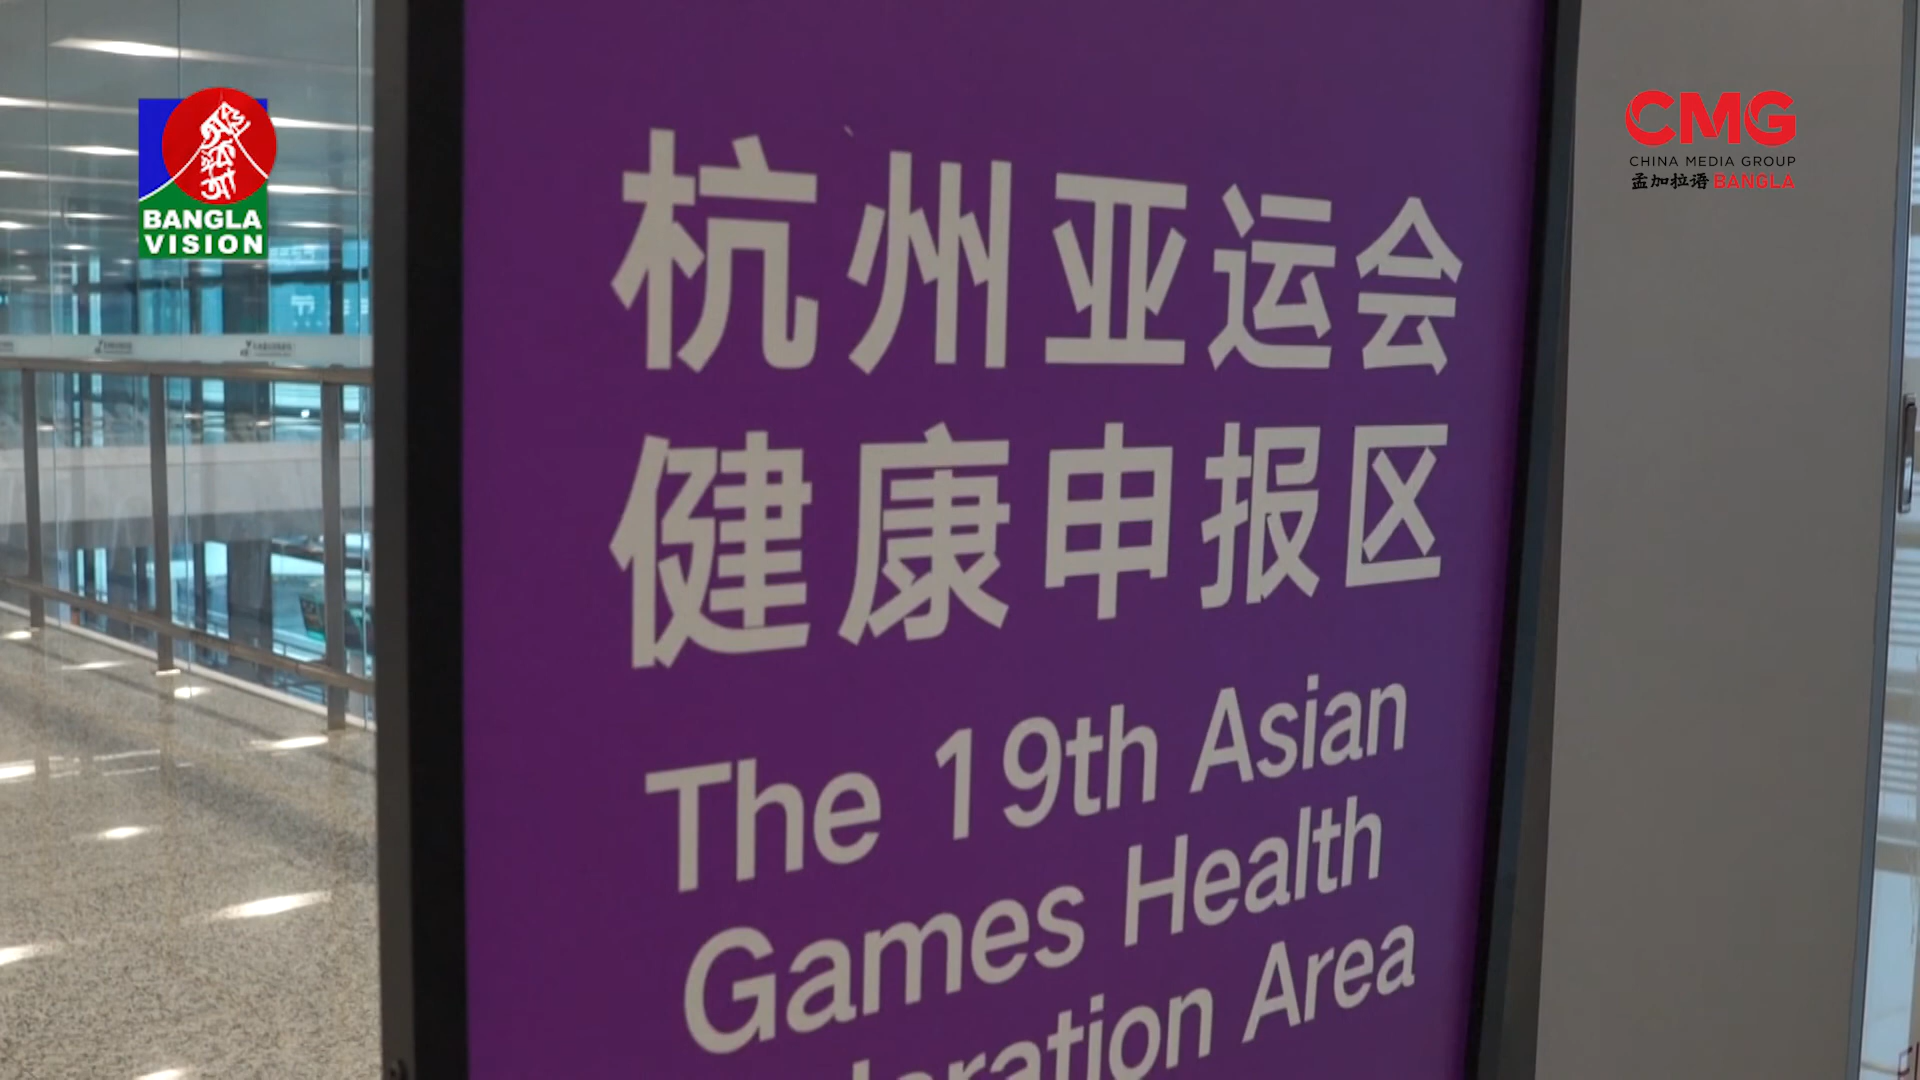 BANGLA
VISION
CMG
CHINA MEDIA GROUP
孟加拉语 BANGLA
杭州亚运会
健康申报区
The 19th Asian
Games Health
Area